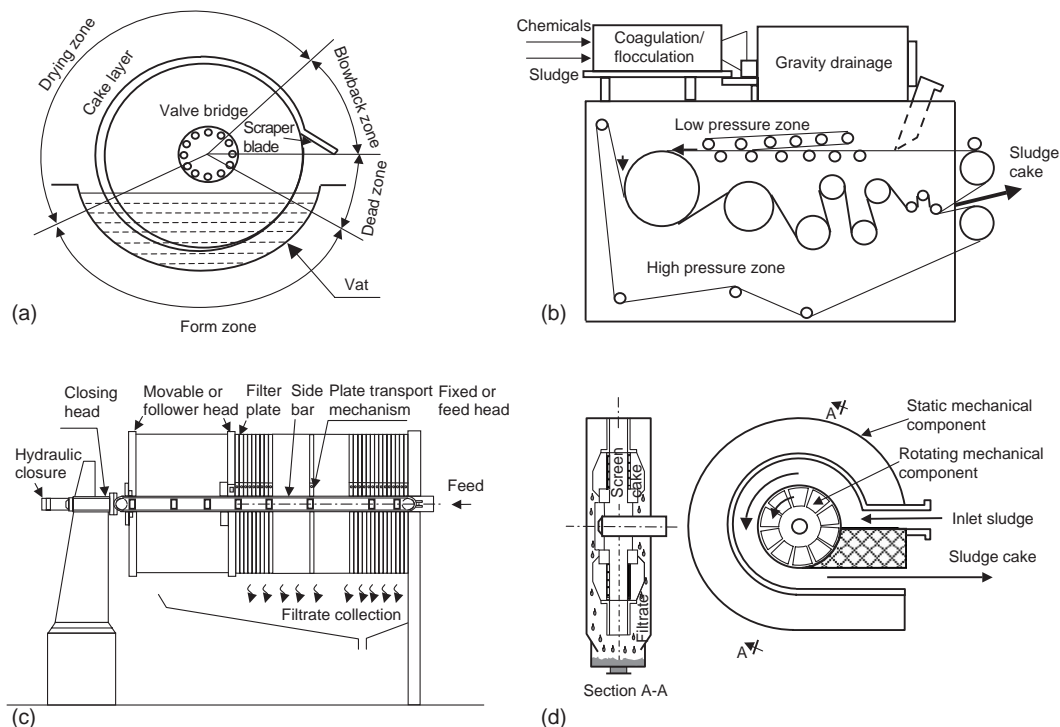 Drying zone
Cake layer
Valve bridge
Scraper
blade
Blowback zone
Dead zone
Vat
Form zone
(a)
Chemicals
Sludge
Coagulation/
flocculation
Gravity drainage
Low pressure zone
Sludge
cake
High pressure zone
(b)
Closing
head
Movable or
follower head
Filter
plate
Side
bar
Plate transport
mechanism
Fixed or
feed head
Hydraulic
closure
Feed
Filtrate collection
(c)
Screen
cake
Filtrate
Section A-A
A
Static mechanical
component
Rotating mechanical
component
Inlet sludge
Sludge cake
A
(d)